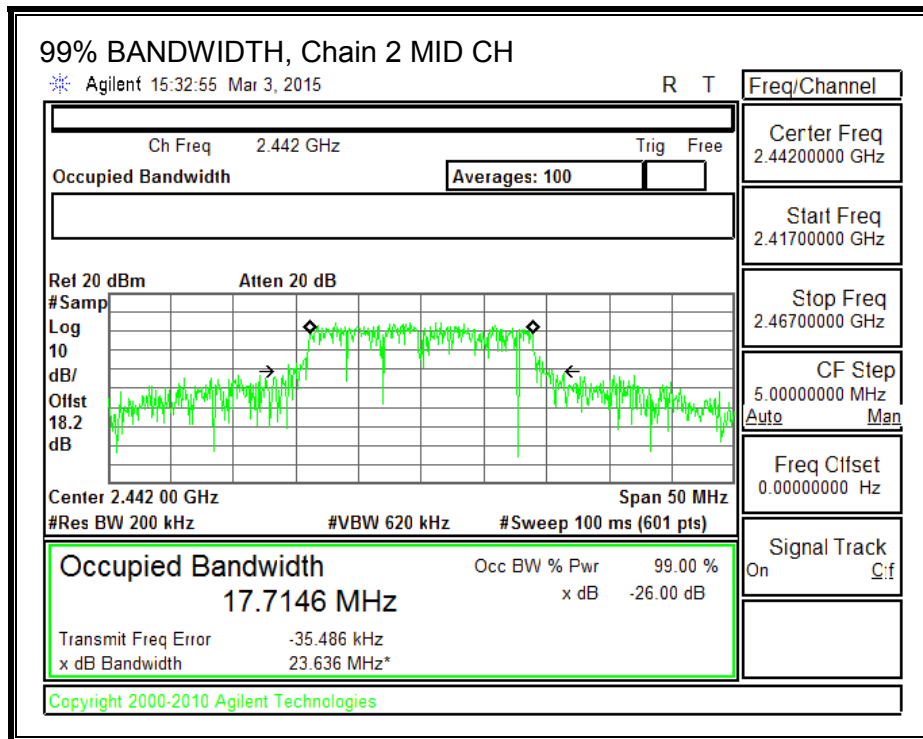 99% BANDWIDTH, Chain 2 MID CH
Agilent 15:32:55 Mar 3, 2015 R T
Freq/Channel
Ch Freq 2.442 GHz Trig Free
Occupied Bandwidth Averages: 100
Center Freq
2.44200000 GHz
Start Freq
2.41700000 GHz
Stop Freq
2.46700000 GHz
CF Step
5.00000000 MHz
Auto Man
Freq Offset
0.00000000 Hz
Signal Track
On Off
Ref 20 dBm Atten 20 dB
#Samp
Log
10
dB/
Offst
18.2
dB
Center 2.442 00 GHz Span 50 MHz
#Res BW 200 kHz #VBW 620 kHz #Sweep 100 ms (601 pts)
Occupied Bandwidth
17.7146 MHz
Occ BW % Pwr 99.00 %
x dB -26.00 dB
Transmit Freq Error -35.486 kHz
x dB Bandwidth 23.636 MHz*
Copyright 2000-2010 Agilent Technologies